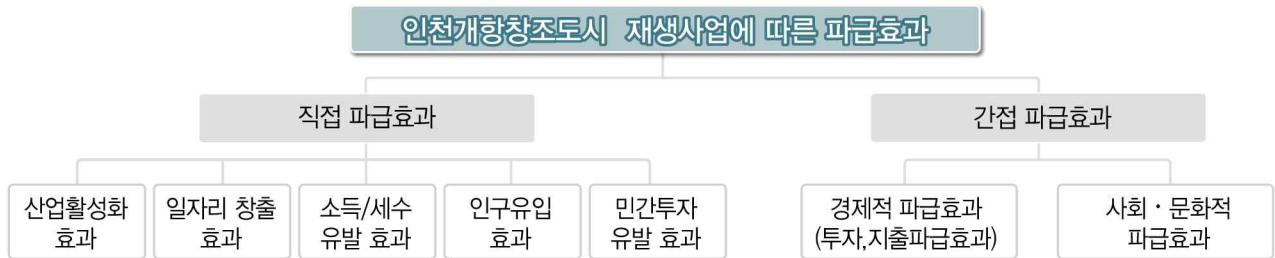 인천개항창조도시 재생사업에 따른 파급효과
직접 파급효과
간접 파급효과
산업활성화
효과
일자리 창출
효과
소득/세수
유발 효과
인구유입
효과
민간투자
유발 효과
경제적 파급효과
(투자,지출파급효과)
사회・문화적
파급효과